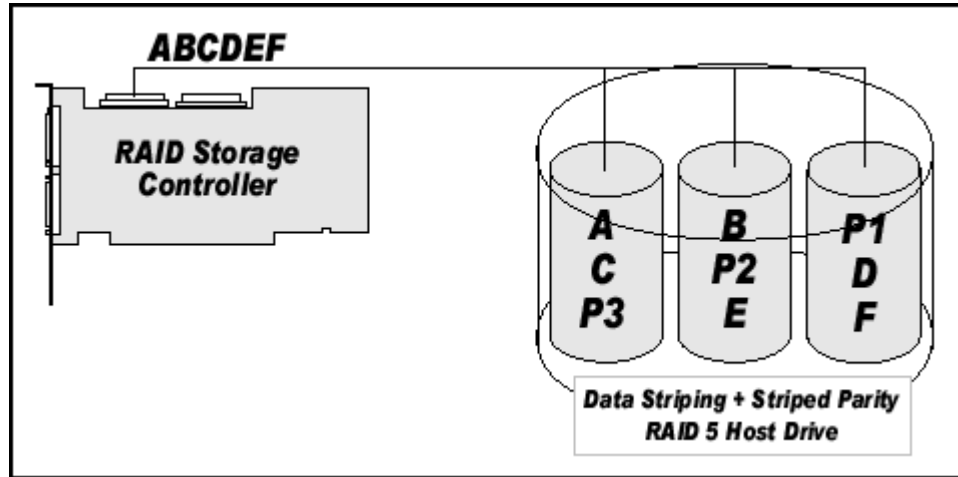 ABCDEF
RAID Storage
Controller
A
C
P3
B
P2
E
P1
D
F
Data Striping + Striped Parity
RAID 5 Host Drive